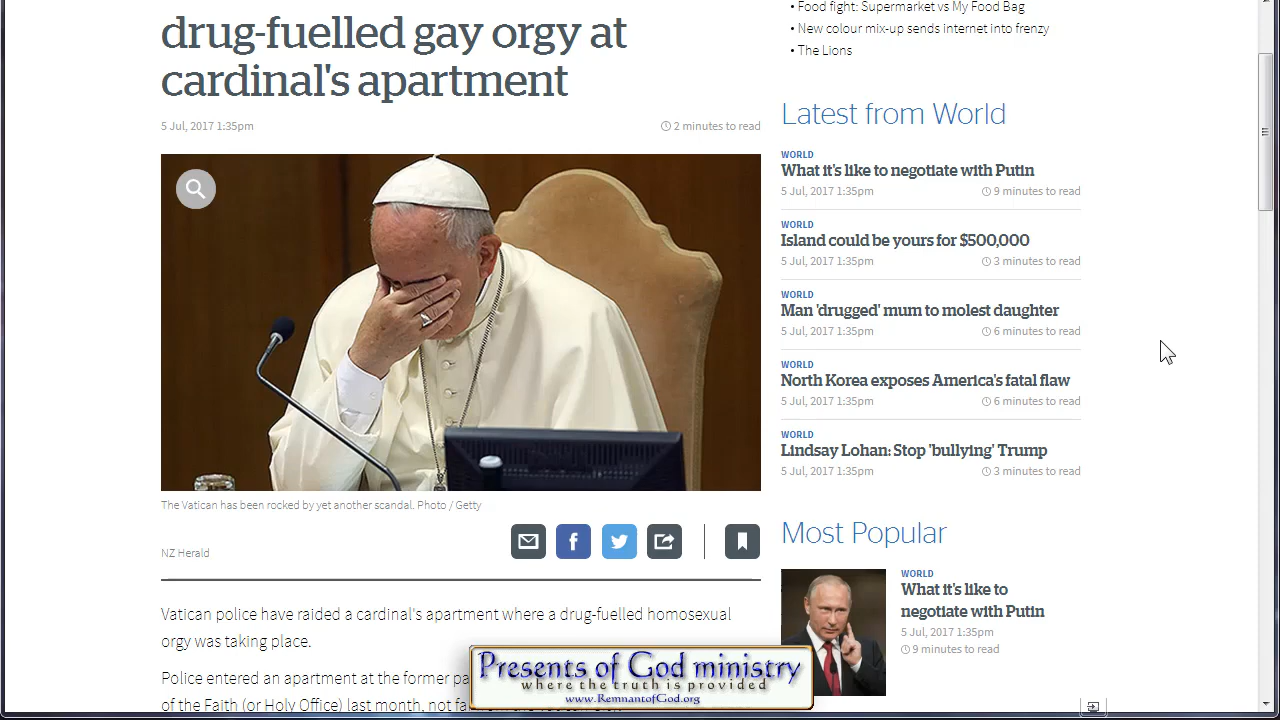 drug-fuelled gay orgy at
cardinal's apartment
5 Jul, 2017 1:35pm
2 minutes to read
The Vatican has been rocked by yet another scandal. Photo / Getty
NZ Herald
Vatican police have raided a cardinal's apartment where a drug-fuelled homosexual
orgy was taking place.
Police entered an apartment at the former
of the Faith (or Holy Office) last month, not
• Food fight: Supermarket vs My Food Bag
• New colour mix-up sends internet into frenzy
• The Lions
Latest from World
WORLD
What it's like to negotiate with Putin
5 Jul, 2017 1:35pm
9 minutes to read
WORLD
Island could be yours for $500,000
5 Jul, 2017 1:35pm
3 minutes to read
WORLD
Man 'drugged' mum to molest daughter
5 Jul, 2017 1:35pm
6 minutes to read
WORLD
North Korea exposes America's fatal flaw
5 Jul, 2017 1:35pm
6 minutes to read
WORLD
Lindsay Lohan: Stop 'bullying' Trump
5 Jul, 2017 1:35pm
3 minutes to read
Most Popular
WORLD
What it's like to
negotiate with Putin
5 Jul, 2017 1:35pm
9 minutes to read
Presents of God ministry
where the truth is provided
www.RemnantofGod.org